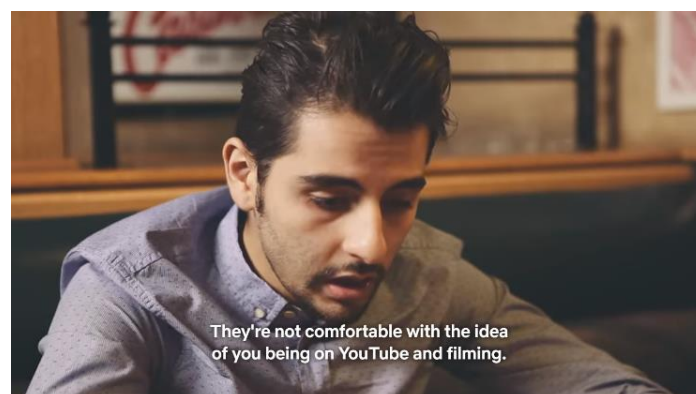 They're not comfortable with the idea
of you being on YouTube and filming.